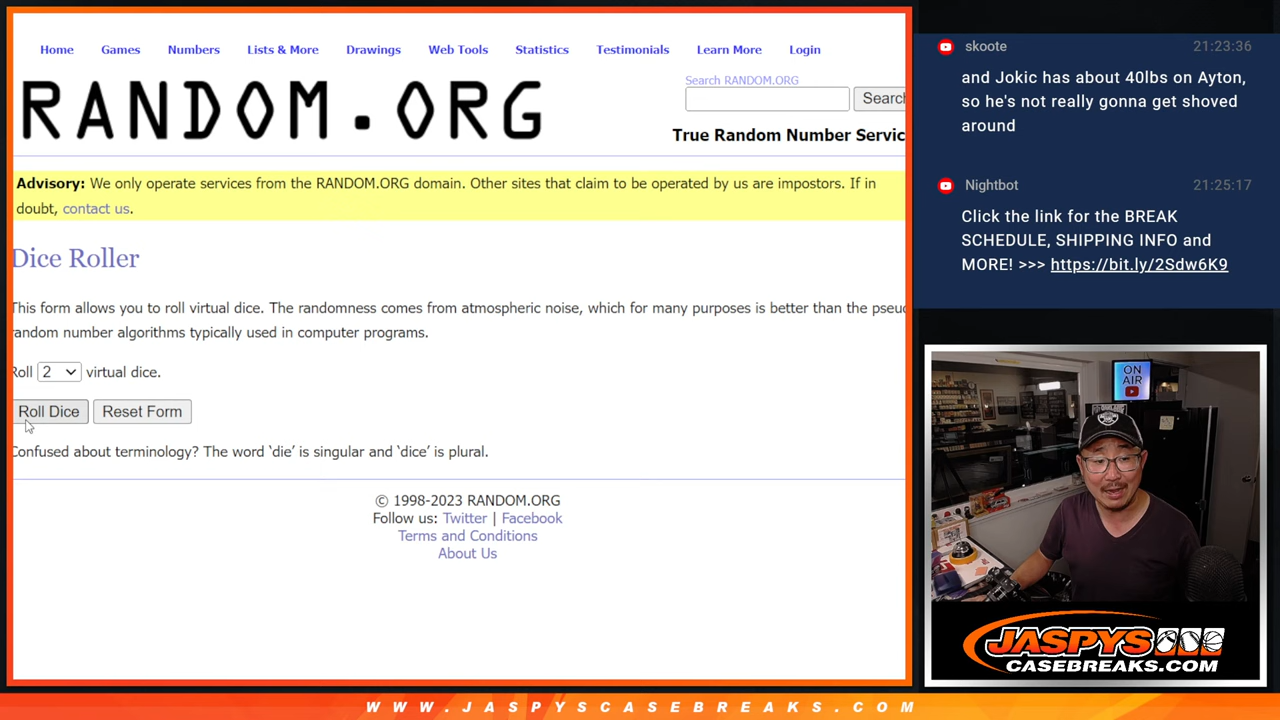 Home Games Numbers Lists & More Drawings Web Tools Statistics Testimonials Learn More Login
RANDOM.ORG
Search RANDOM.ORG
Search
True Random Number Servic
Advisory: We only operate services from the RANDOM.ORG domain. Other sites that claim to be operated by us are impostors. If in
doubt, contact us.
Dice Roller
This form allows you to roll virtual dice. The randomness comes from atmospheric noise, which for many purposes is better than the pseud
random number algorithms typically used in computer programs.
Roll 2 virtual dice.
Roll Dice Reset Form
Confused about terminology? The word ‘die’ is singular and ‘dice’ is plural.
© 1998-2023 RANDOM.ORG
Follow us: Twitter | Facebook
Terms and Conditions
About Us
skoote 21:23:36
and Jokic has about 40lbs on Ayton,
so he's not really gonna get shoved
around
Nightbot 21:25:17
Click the link for the BREAK
SCHEDULE, SHIPPING INFO and
MORE! >>> https://bit.ly/2Sdw6K9
ON
AIR
JASPYS
CASEBREAKS.COM
WWW.JASPYSCASEBREAKS.COM